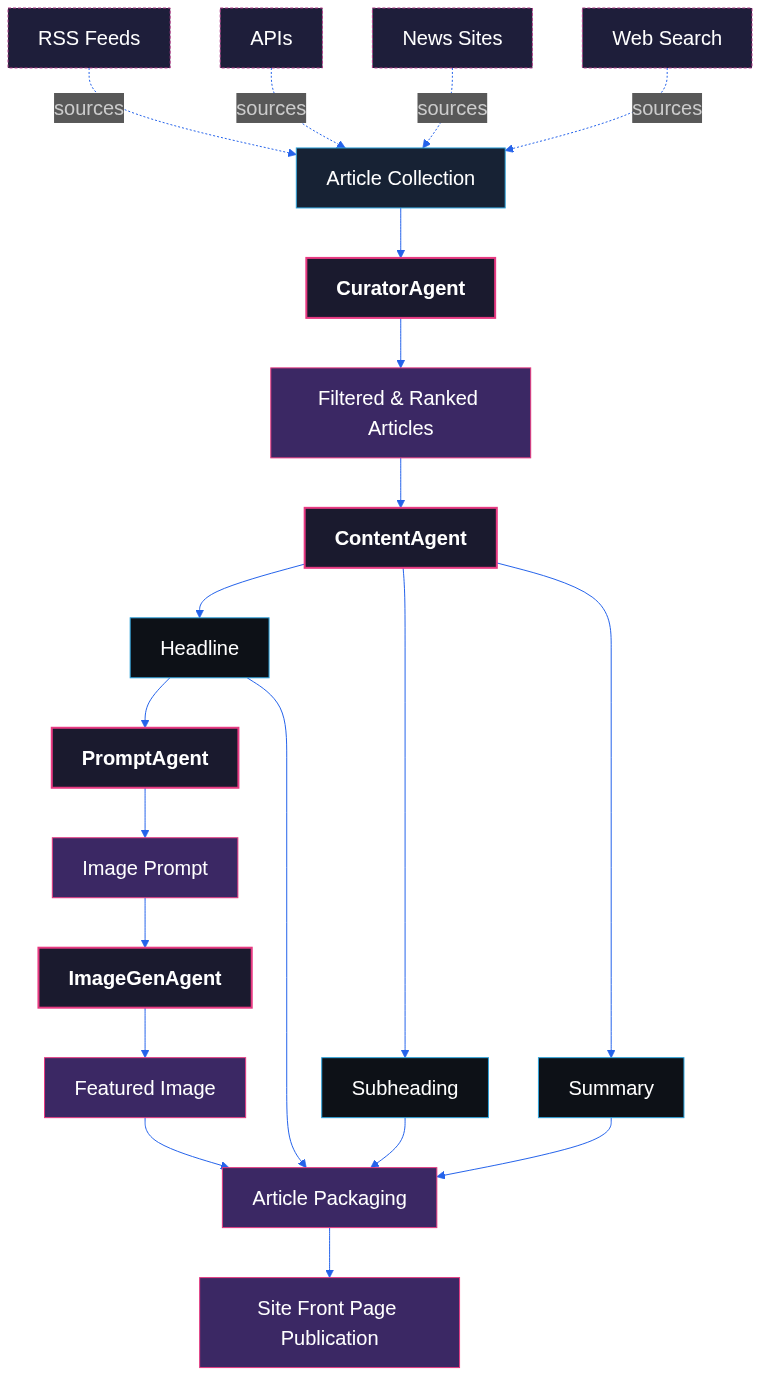 RSS Feeds
APIs
News Sites
Web Search
sources
sources
sources
sources
Article Collection
CuratorAgent
Filtered & Ranked
Articles
ContentAgent
Headline
PromptAgent
Image Prompt
ImageGenAgent
Featured Image
Subheading
Summary
Article Packaging
Site Front Page
Publication